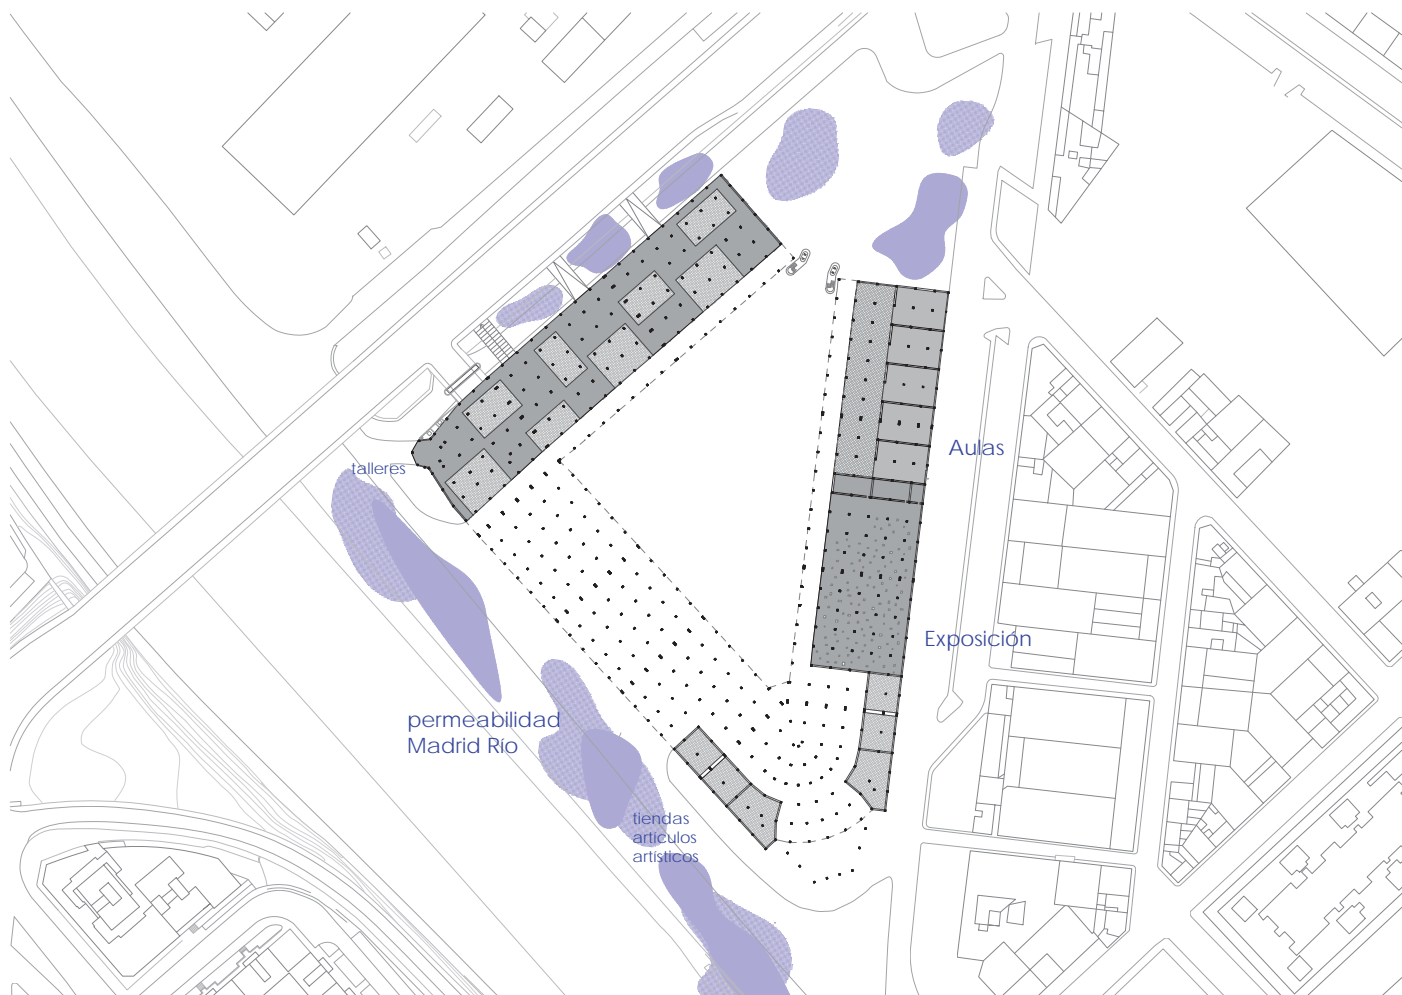 Aulas
talleres
Exposición
permeabilidad
Madrid Río
tiendas
artículos
artísticos